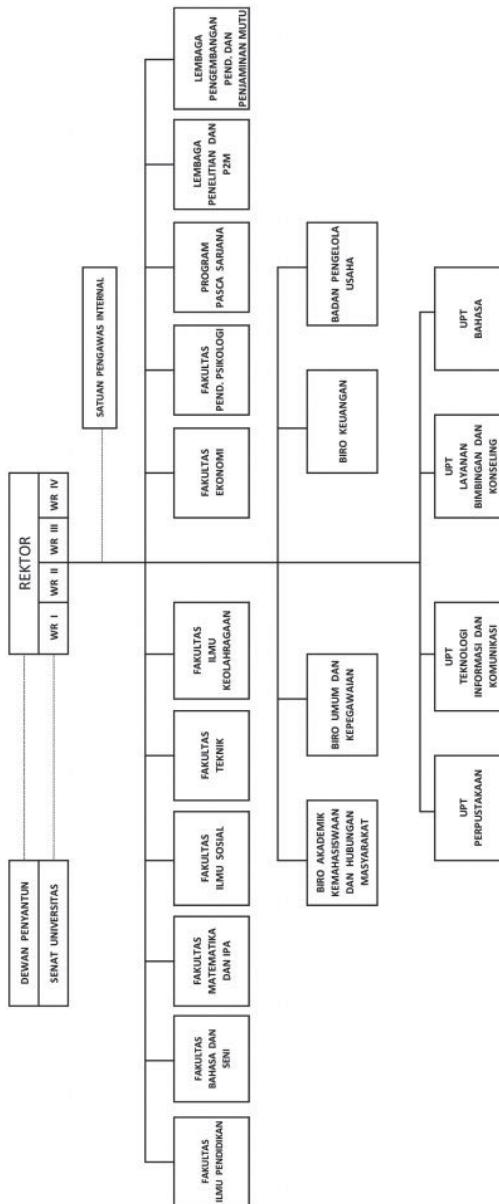 DEWAN PENYANTUN
SENAT UNIVERSITAS
REKTOR
WR I
WR II
WR III
WR IV
SATUAN PENGAWAS INTERNAL
FAKULTAS
ILMU PENDIDIKAN
FAKULTAS
BAHASA DAN
SENI
FAKULTAS
MATEMATIKA
DAN IPA
FAKULTAS
ILMU SOSIAL
FAKULTAS
TEKNIK
FAKULTAS
ILMU
KEOLAHRAGAAN
FAKULTAS
EKONOMI
FAKULTAS
PEND. PSIKOLOGI
PROGRAM
PASCA SARJANA
LEMBAGA
PENELITIAN DAN
P2M
LEMBAGA
PENGEMBANGAN
PEND. DAN
PENJAMINAN MUTU
BIRO AKADEMIK
KEMAHASISWAAN
DAN HUBUNGAN
MASYARAKAT
BIRO UMUM DAN
KEPEGAWAIAN
BIRO KEUANGAN
BADAN PENGELOLA
USAHA
UPT
PERPUSTAKAAN
UPT
TEKNOLOGI
INFORMASI DAN
KOMUNIKASI
UPT
LAYANAN
BIMBINGAN DAN
KONSELING
UPT
BAHASA